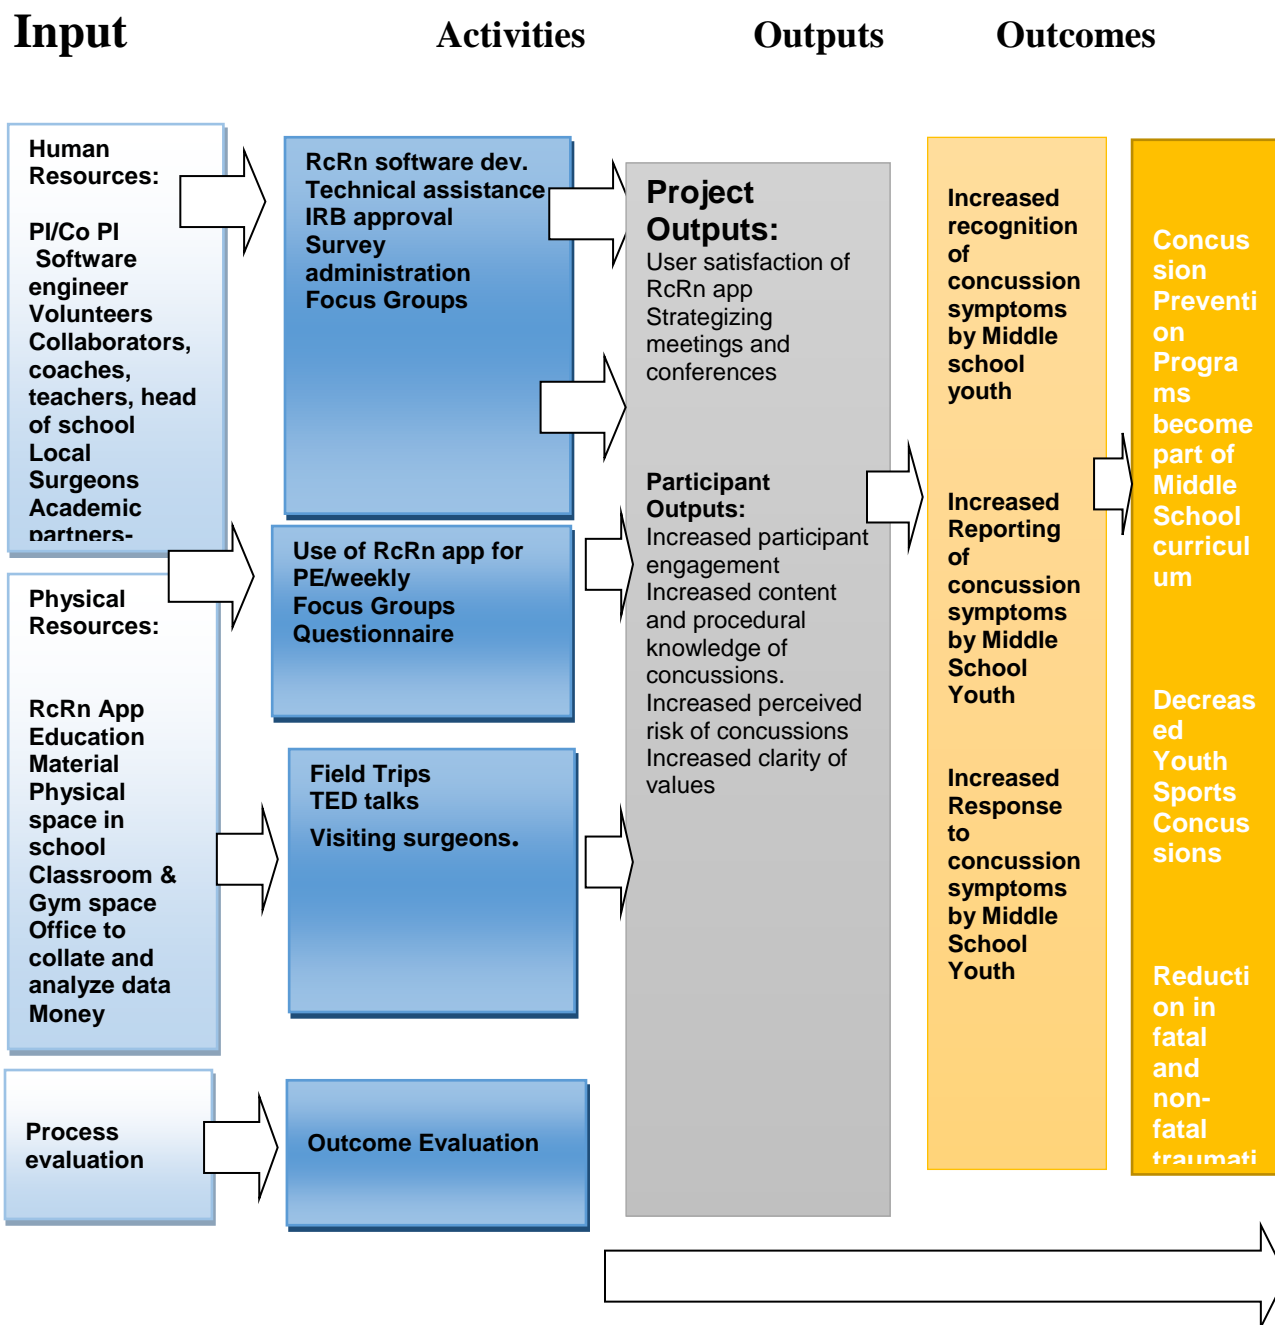 Input
Activities
Outputs
Outcomes
Human
Resources:
PI/Co PI
Software
engineer
Volunteers
Collaborators,
coaches,
teachers, head
of school
Local
Surgeons
Academic
partners-
Physical
Resources:
RcRn App
Education
Material
Physical
space in
school
Classroom &
Gym space
Office to
collate and
analyze data
Money
Process
evaluation
RcRn software dev.
Technical assistance
IRB approval
Survey
administration
Focus Groups
Use of RcRn app for
PE/weekly
Focus Groups
Questionnaire
Field Trips
TED talks
Visiting surgeons.
Outcome Evaluation
Project
Outputs:
User satisfaction of
RcRn app
Strategizing
meetings and
conferences
Participant
Outputs:
Increased participant
engagement
Increased content
and procedural
knowledge of
concussions.
Increased perceived
risk of concussions
Increased clarity of
values
Increased
recognition
of
concussion
symptoms
by Middle
school
youth
Increased
Reporting
of
concussion
symptoms
by Middle
School
Youth
Increased
Response
to
concussion
symptoms
by Middle
School
Youth
Concus
sion
Preventi
on
Progra
ms
become
part of
Middle
School
curricul
um
Decreas
ed
Youth
Sports
Concus
sions
Reducti
on in
fatal
and
non-
fatal
traumati